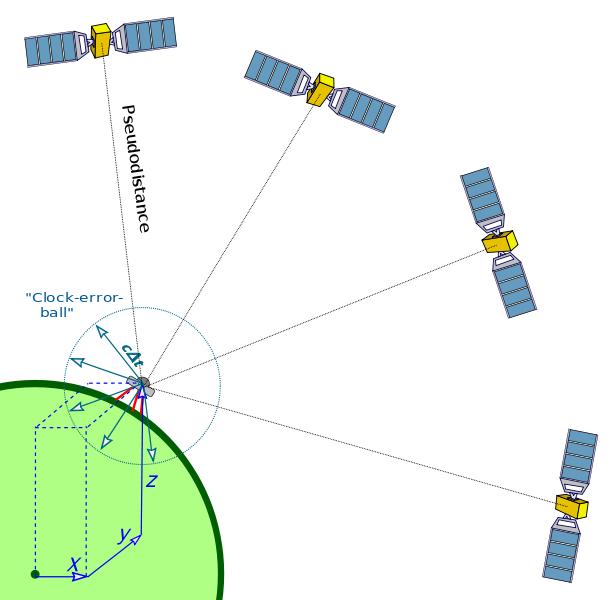 Pseudodistance
"Clock-error-
ball"
cΔt
z
y
x